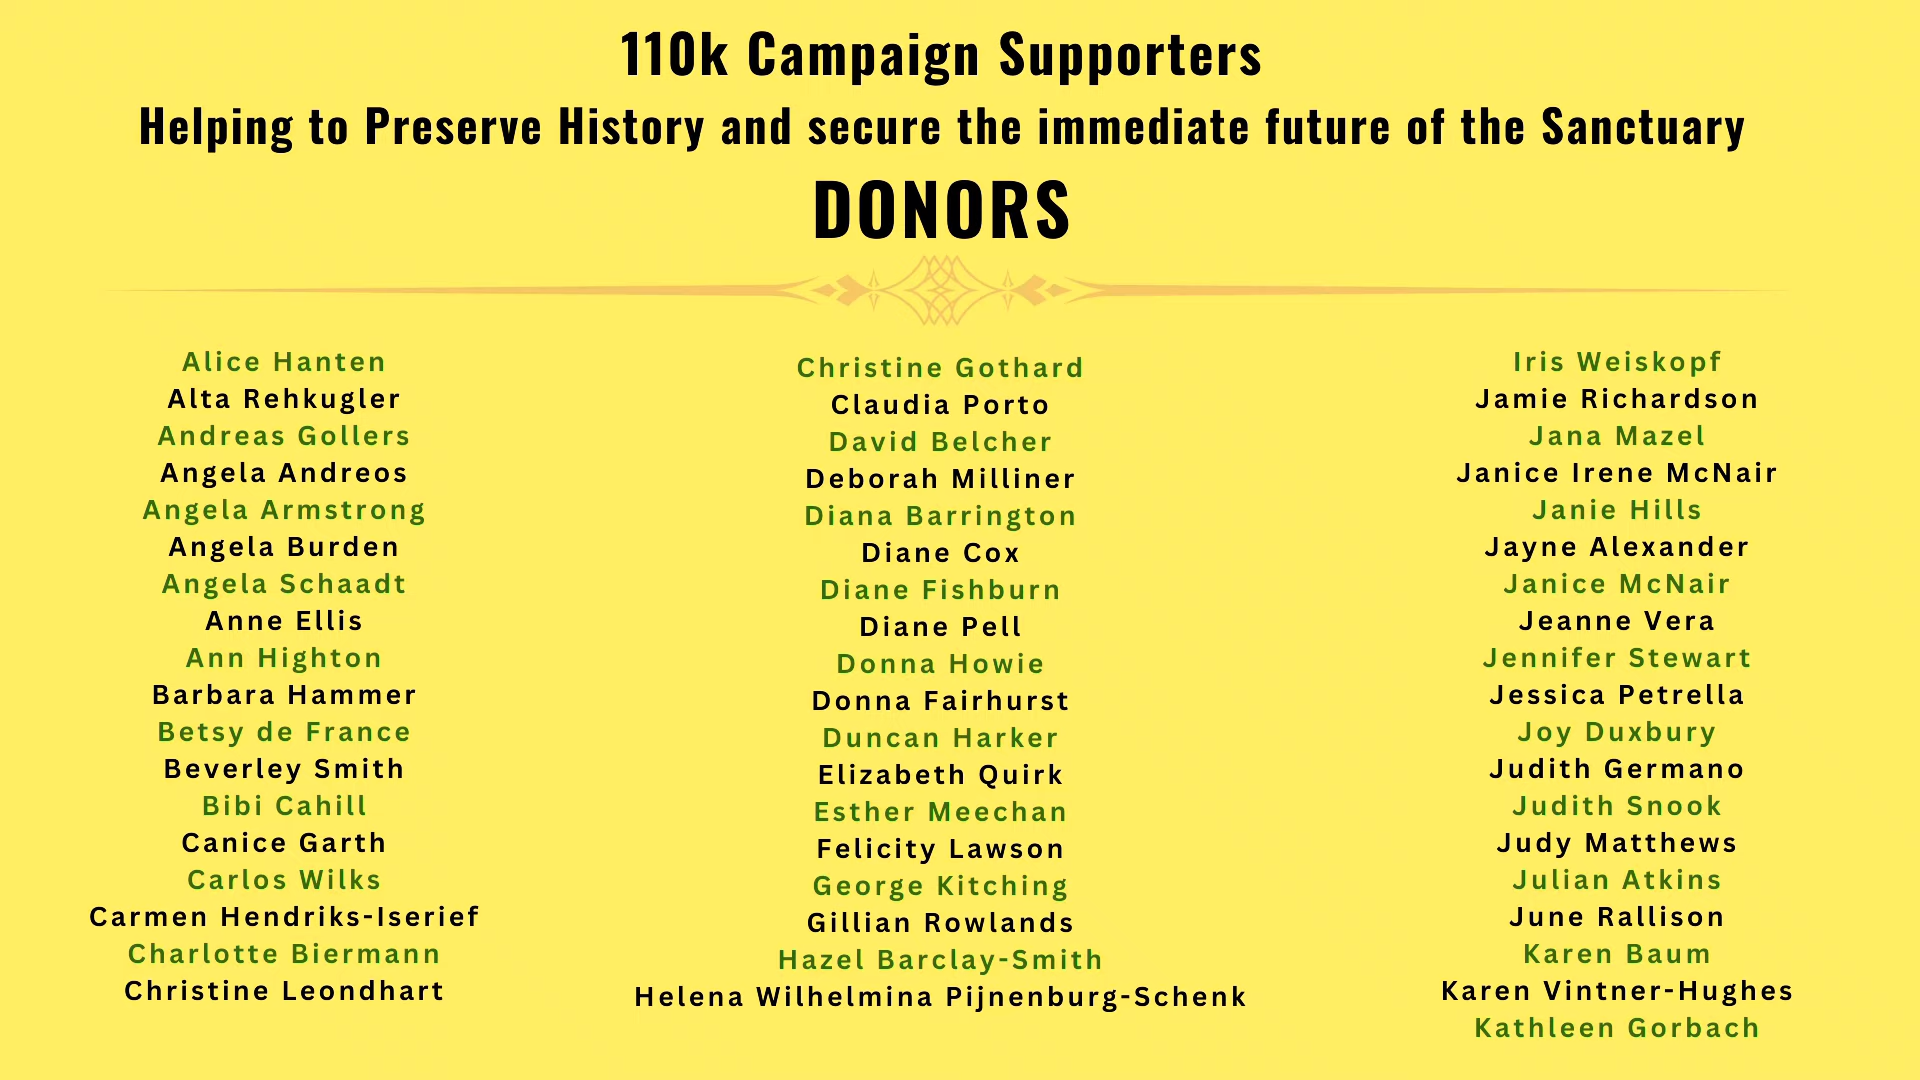 110k Campaign Supporters
Helping to Preserve History and secure the immediate future of the Sanctuary
DONORS
Alice Hanten
Alta Rehkugler
Andreas Gollers
Angela Andreos
Angela Armstrong
Angela Burden
Angela Schaadt
Anne Ellis
Ann Highton
Barbara Hammer
Betsy de France
Beverley Smith
Bibi Cahill
Canice Garth
Carlos Wilks
Carmen Hendriks-Iserief
Charlotte Biermann
Christine Leondhart
Christine Gothard
Claudia Porto
David Belcher
Deborah Milliner
Diana Barrington
Diane Cox
Diane Fishburn
Diane Pell
Donna Howie
Donna Fairhurst
Duncan Harker
Elizabeth Quirk
Esther Meechan
Felicity Lawson
George Kitching
Gillian Rowlands
Hazel Barclay-Smith
Helena Wilhelmina Pijnenburg-Schenk
Iris Weiskopf
Jamie Richardson
Jana Mazel
Janice Irene McNair
Janie Hills
Jayne Alexander
Janice McNair
Jeanne Vera
Jennifer Stewart
Jessica Petrella
Joy Duxbury
Judith Germano
Judith Snook
Judy Matthews
Julian Atkins
June Rallison
Karen Baum
Karen Vintner-Hughes
Kathleen Gorbach